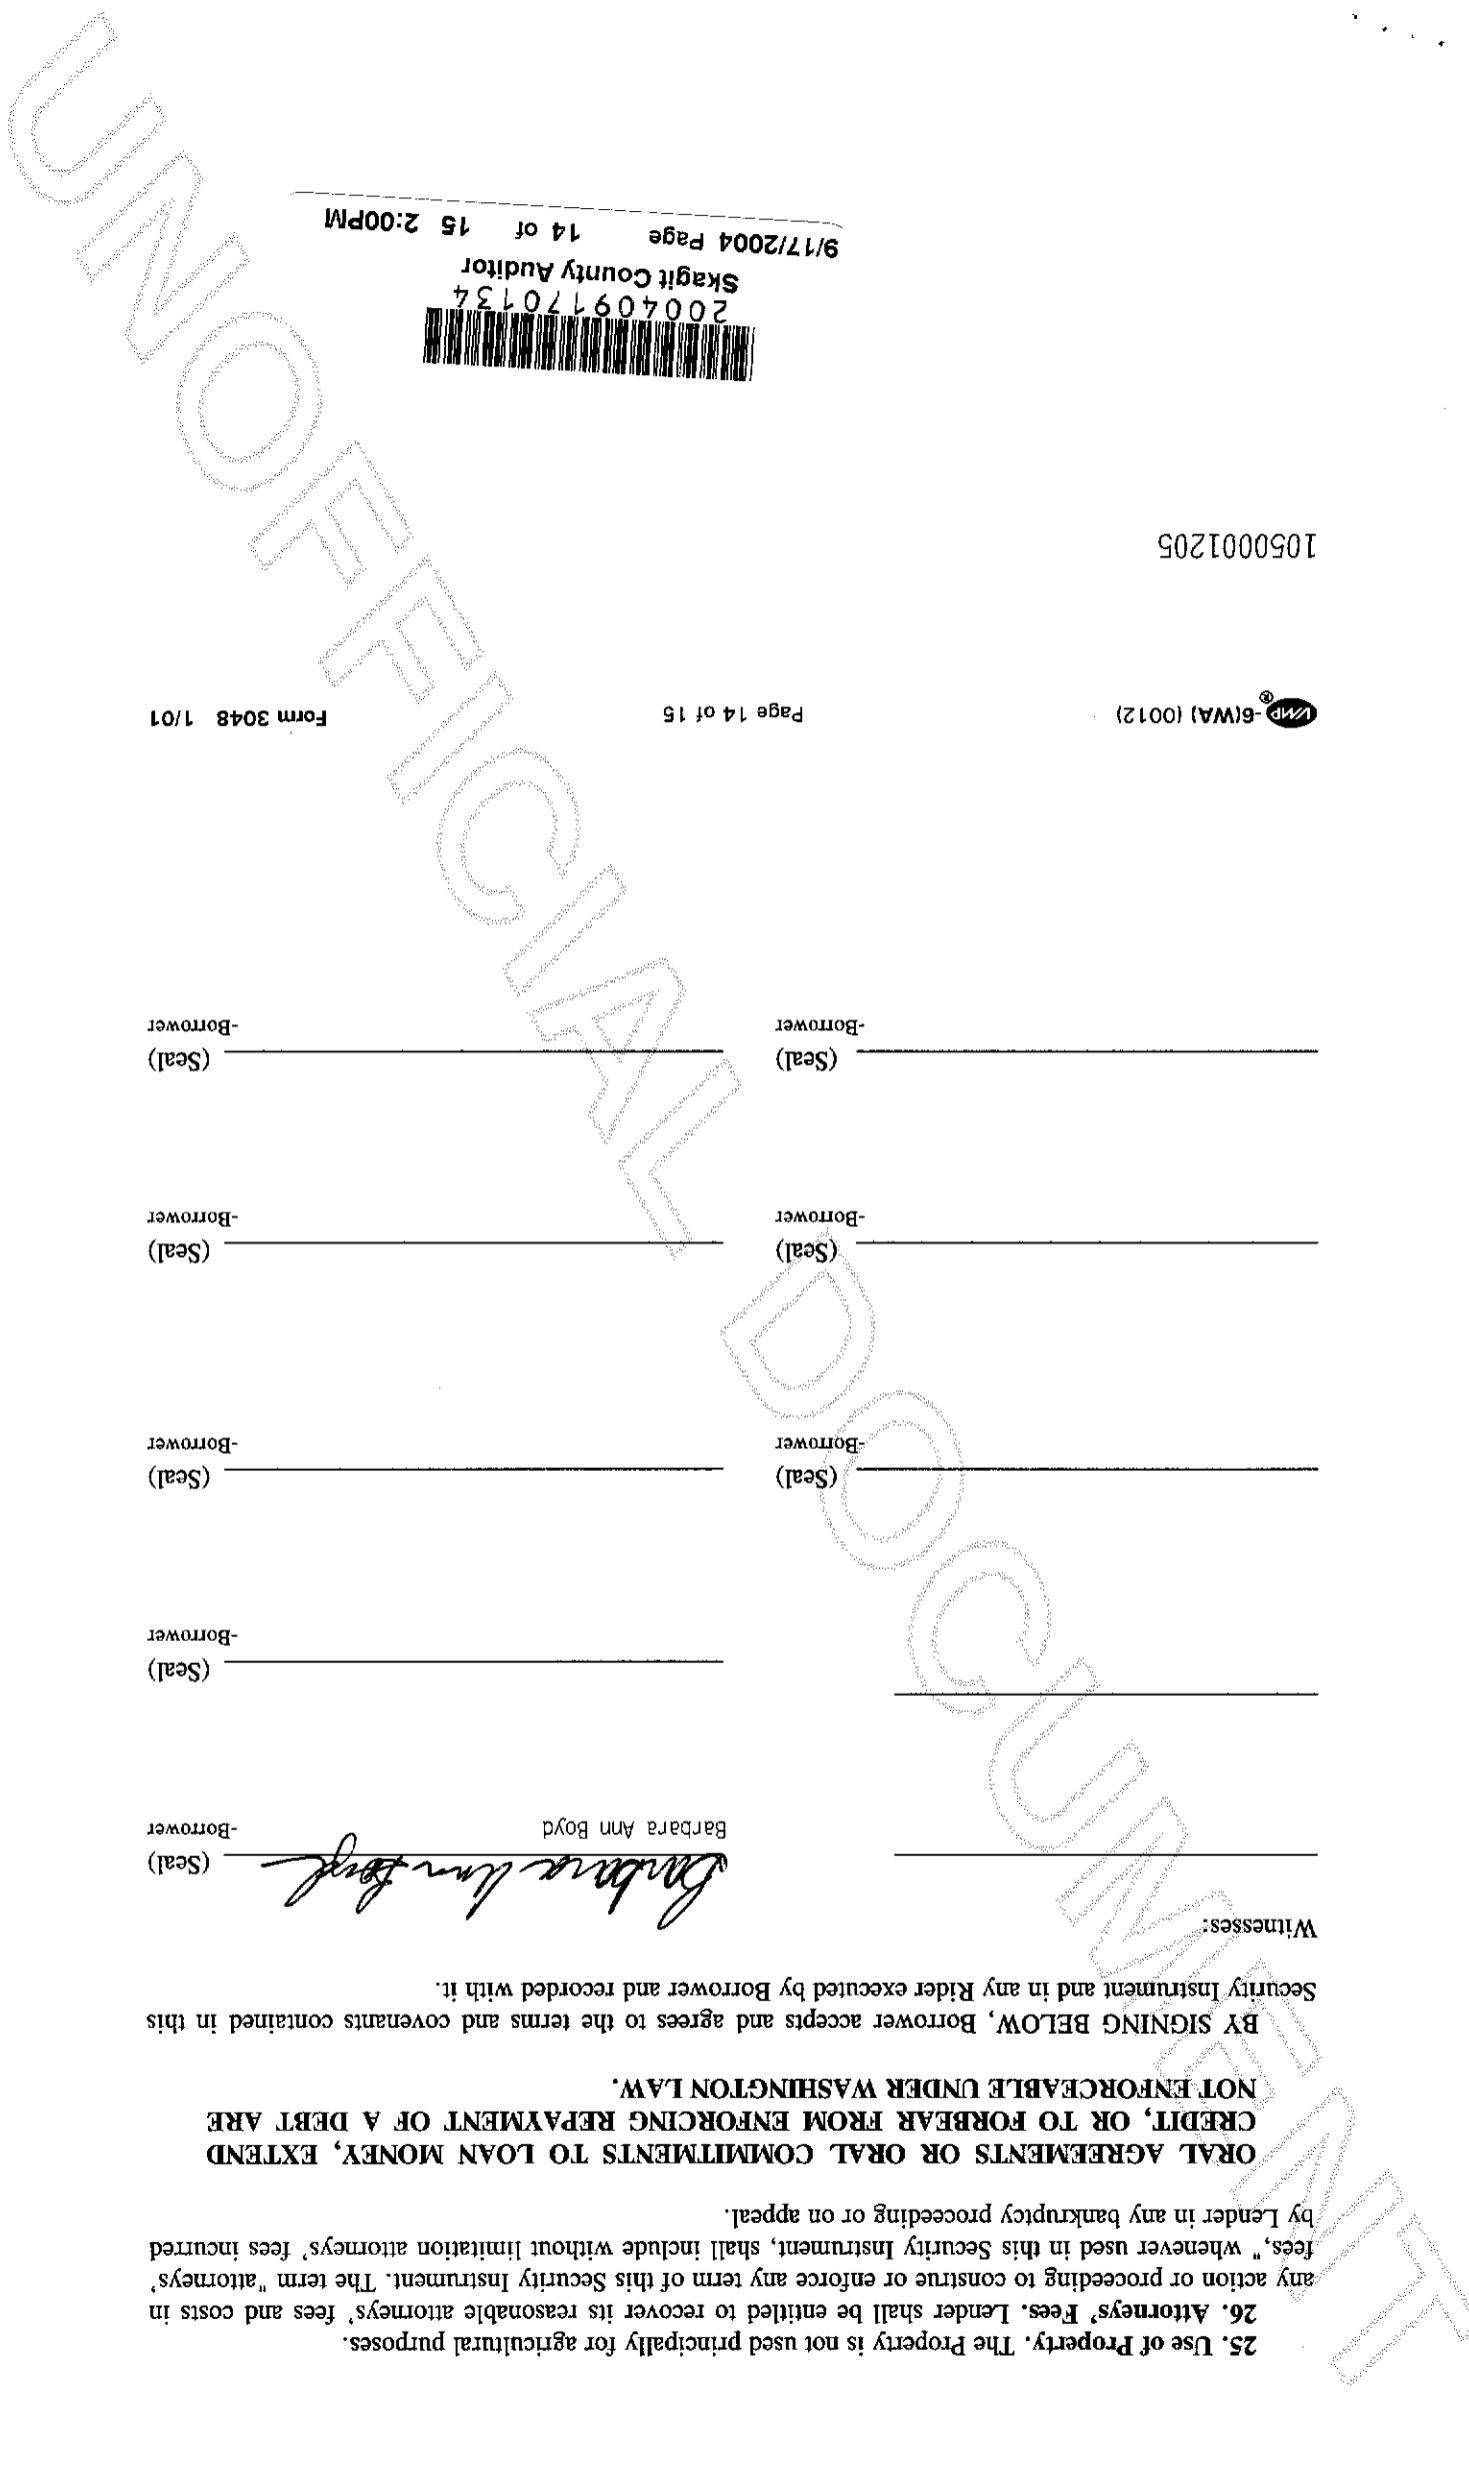 25. Use of Property. The Property is not used principally for agricultural purposes.
26. Attorneys' Fees. Lender shall be entitled to recover its reasonable attorneys' fees and costs in
any action or proceeding to construe or enforce any term of this Security Instrument. The term "attorneys'
fees," whenever used in this Security Instrument, shall include without limitation attorneys' fees incurred
by Lender in any bankruptcy proceeding or on appeal.
ORAL AGREEMENTS OR ORAL COMMITMENTS TO LOAN MONEY, EXTEND
CREDIT, OR TO FORBEAR FROM ENFORCING REPAYMENT OF A DEBT ARE
NOT ENFORCEABLE UNDER WASHINGTON LAW.
BY SIGNING BELOW, Borrower accepts and agrees to the terms and covenants contained in this
Security Instrument and in any Rider executed by Borrower and recorded with it.
Witnesses:
Barbara Ann Boyd (Seal)
Barbara Ann Boyd -Borrower
(Seal)
-Borrower
(Seal) (Seal)
-Borrower -Borrower
(Seal) (Seal)
-Borrower -Borrower
(Seal) (Seal)
-Borrower -Borrower
VMP®-6(WA) (0012) Page 14 of 15 Form 3048 1/01
1050001205
200409170134
Skagit County Auditor
9/17/2004 Page 14 of 15 2:00PM
UNOFFICIAL DOCUMENT